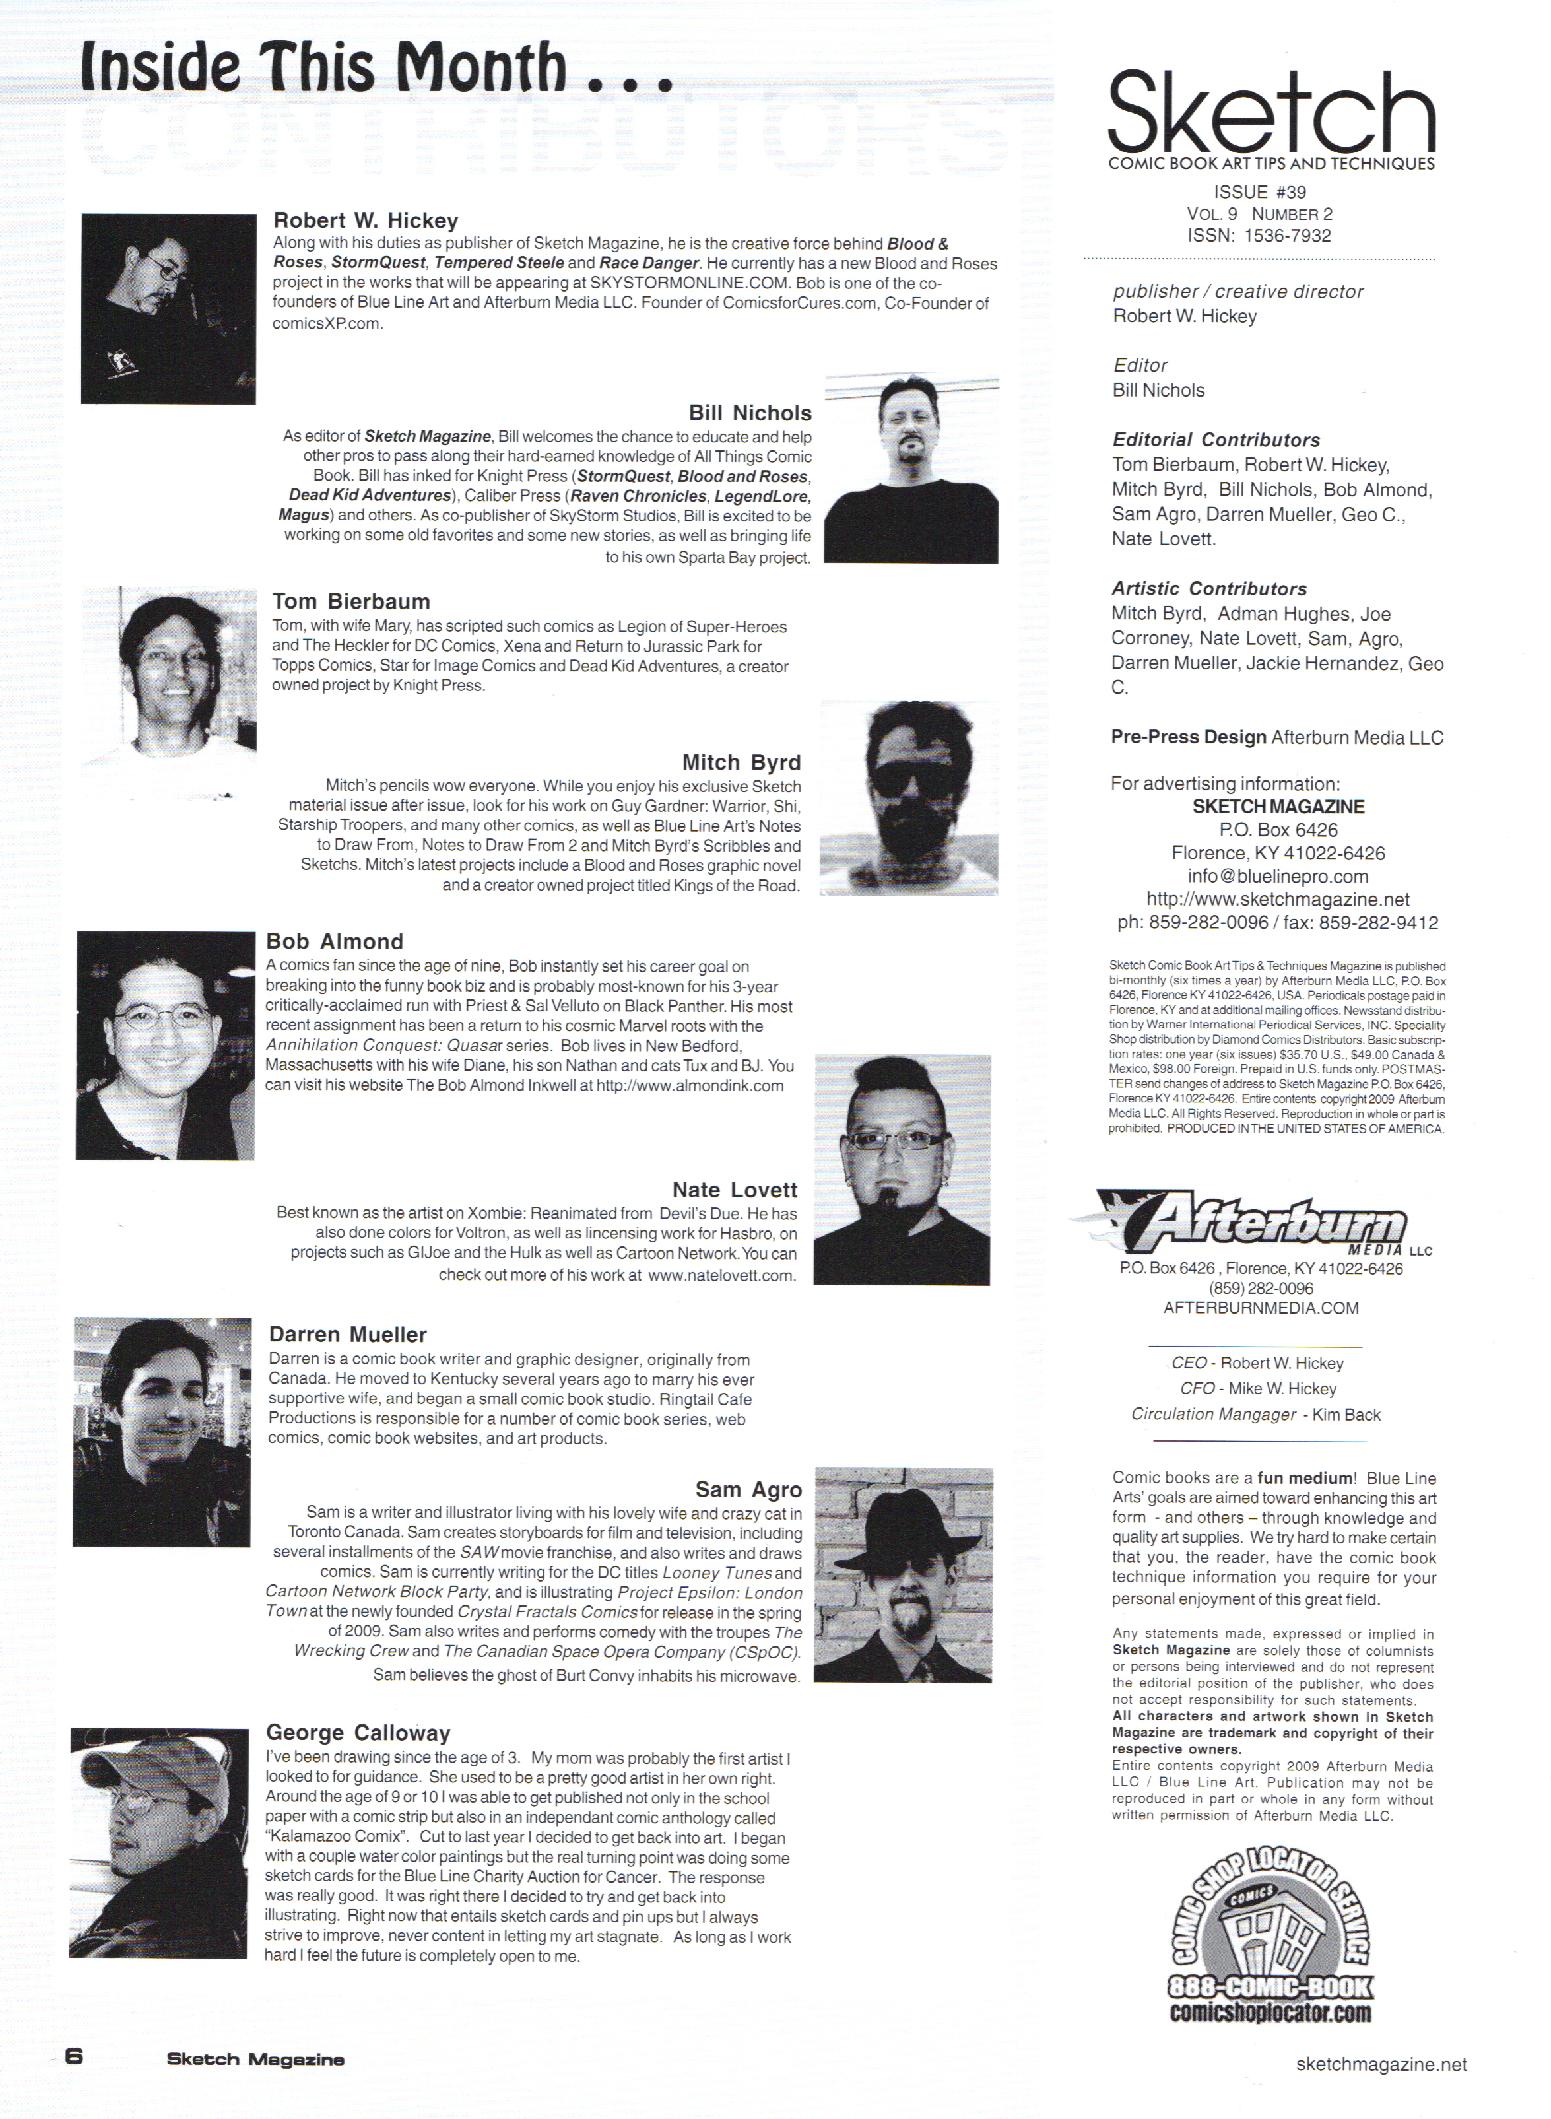 Inside This Month . . .
CONTRIBUTORS
Robert W. Hickey
Along with his duties as publisher of Sketch Magazine, he is the creative force behind Blood &
Roses, StormQuest, Tempered Steele and Race Danger. He currently has a new Blood and Roses
project in the works that will be appearing at SKYSTORMONLINE.COM. Bob is one of the co-
founders of Blue Line Art and Afterburn Media LLC. Founder of ComicsforCures.com, Co-Founder of
comicsXP.com.
Bill Nichols
As editor of Sketch Magazine, Bill welcomes the chance to educate and help
other pros to pass along their hard-earned knowledge of All Things Comic
Book. Bill has inked for Knight Press (StormQuest, Blood and Roses,
Dead Kid Adventures), Caliber Press (Raven Chronicles, LegendLore,
Magus) and others. As co-publisher of SkyStorm Studios, Bill is excited to be
working on some old favorites and some new stories, as well as bringing life
to his own Sparta Bay project.
Tom Bierbaum
Tom, with wife Mary, has scripted such comics as Legion of Super-Heroes
and The Heckler for DC Comics, Xena and Return to Jurassic Park for
Topps Comics, Star for Image Comics and Dead Kid Adventures, a creator
owned project by Knight Press.
Mitch Byrd
Mitch's pencils wow everyone. While you enjoy his exclusive Sketch
material issue after issue, look for his work on Guy Gardner: Warrior, Shi,
Starship Troopers, and many other comics, as well as Blue Line Art's Notes
to Draw From, Notes to Draw From 2 and Mitch Byrd's Scribbles and
Sketchs. Mitch's latest projects include a Blood and Roses graphic novel
and a creator owned project titled Kings of the Road.
Bob Almond
A comics fan since the age of nine, Bob instantly set his career goal on
breaking into the funny book biz and is probably most-known for his 3-year
critically-acclaimed run with Priest & Sal Velluto on Black Panther. His most
recent assignment has been a return to his cosmic Marvel roots with the
Annihilation Conquest: Quasar series. Bob lives in New Bedford,
Massachusetts with his wife Diane, his son Nathan and cats Tux and BJ. You
can visit his website The Bob Almond Inkwell at http://www.almondink.com
Nate Lovett
Best known as the artist on Xombie: Reanimated from Devil's Due. He has
also done colors for Voltron, as well as lincensing work for Hasbro, on
projects such as GIJoe and the Hulk as well as Cartoon Network. You can
check out more of his work at www.natelovett.com.
Darren Mueller
Darren is a comic book writer and graphic designer, originally from
Canada. He moved to Kentucky several years ago to marry his ever
supportive wife, and began a small comic book studio. Ringtail Cafe
Productions is responsible for a number of comic book series, web
comics, comic book websites, and art products.
Sam Agro
Sam is a writer and illustrator living with his lovely wife and crazy cat in
Toronto Canada. Sam creates storyboards for film and television, including
several installments of the SAW movie franchise, and also writes and draws
comics. Sam is currently writing for the DC titles Looney Tunes and
Cartoon Network Block Party, and is illustrating Project Epsilon: London
Town at the newly founded Crystal Fractals Comics for release in the spring
of 2009. Sam also writes and performs comedy with the troupes The
Wrecking Crew and The Canadian Space Opera Company (CSpOC).
Sam believes the ghost of Burt Convy inhabits his microwave.
George Calloway
I've been drawing since the age of 3. My mom was probably the first artist I
looked to for guidance. She used to be a pretty good artist in her own right.
Around the age of 9 or 10 I was able to get published not only in the school
paper with a comic strip but also in an independant comic anthology called
"Kalamazoo Comix". Cut to last year I decided to get back into art. I began
with a couple water color paintings but the real turning point was doing some
sketch cards for the Blue Line Charity Auction for Cancer. The response
was really good. It was right there I decided to try and get back into
illustrating. Right now that entails sketch cards and pin ups but I always
strive to improve, never content in letting my art stagnate. As long as I work
hard I feel the future is completely open to me.
6 Sketch Magazine
Sketch
COMIC BOOK ART TIPS AND TECHNIQUES
ISSUE #39
VOL. 9 NUMBER 2
ISSN: 1536-7932
publisher / creative director
Robert W. Hickey
Editor
Bill Nichols
Editorial Contributors
Tom Bierbaum, Robert W. Hickey,
Mitch Byrd, Bill Nichols, Bob Almond,
Sam Agro, Darren Mueller, Geo C.,
Nate Lovett.
Artistic Contributors
Mitch Byrd, Adman Hughes, Joe
Corroney, Nate Lovett, Sam, Agro,
Darren Mueller, Jackie Hernandez, Geo
C.
Pre-Press Design Afterburn Media LLC
For advertising information:
SKETCH MAGAZINE
P.O. Box 6426
Florence, KY 41022-6426
info@bluelinepro.com
http://www.sketchmagazine.net
ph: 859-282-0096 / fax: 859-282-9412
Sketch Comic Book Art Tips & Techniques Magazine is published
bi-monthly (six times a year) by Afterburn Media LLC, P.O. Box
6426, Florence KY 41022-6426, USA. Periodicals postage paid in
Florence, KY and at additional mailing offices. Newsstand distribu-
tion by Warner International Periodical Services, INC. Speciality
Shop distribution by Diamond Comics Distributors. Basic subscrip-
tion rates: one year (six issues) $35.70 U.S., $49.00 Canada &
Mexico, $98.00 Foreign. Prepaid in U.S. funds only. POSTMAS-
TER send changes of address to Sketch Magazine P.O. Box 6426,
Florence KY 41022-6426. Entire contents copyright 2009 Afterburn
Media LLC. All Rights Reserved. Reproduction in whole or part is
prohibited. PRODUCED IN THE UNITED STATES OF AMERICA.
Afterburn
MEDIA LLC
P.O. Box 6426 , Florence, KY 41022-6426
(859) 282-0096
AFTERBURNMEDIA.COM
CEO - Robert W. Hickey
CFO - Mike W. Hickey
Circulation Mangager - Kim Back
Comic books are a fun medium! Blue Line
Arts' goals are aimed toward enhancing this art
form - and others – through knowledge and
quality art supplies. We try hard to make certain
that you, the reader, have the comic book
technique information you require for your
personal enjoyment of this great field.
Any statements made, expressed or implied in
Sketch Magazine are solely those of columnists
or persons being interviewed and do not represent
the editorial position of the publisher, who does
not accept responsibility for such statements.
All characters and artwork shown in Sketch
Magazine are trademark and copyright of their
respective owners.
Entire contents copyright 2009 Afterburn Media
LLC / Blue Line Art. Publication may not be
reproduced in part or whole in any form without
written permission of Afterburn Media LLC.
COMIC SHOP LOCATOR SERVICE
COMICS
888-COMIC-BOOK
comicshoplocator.com
sketchmagazine.net